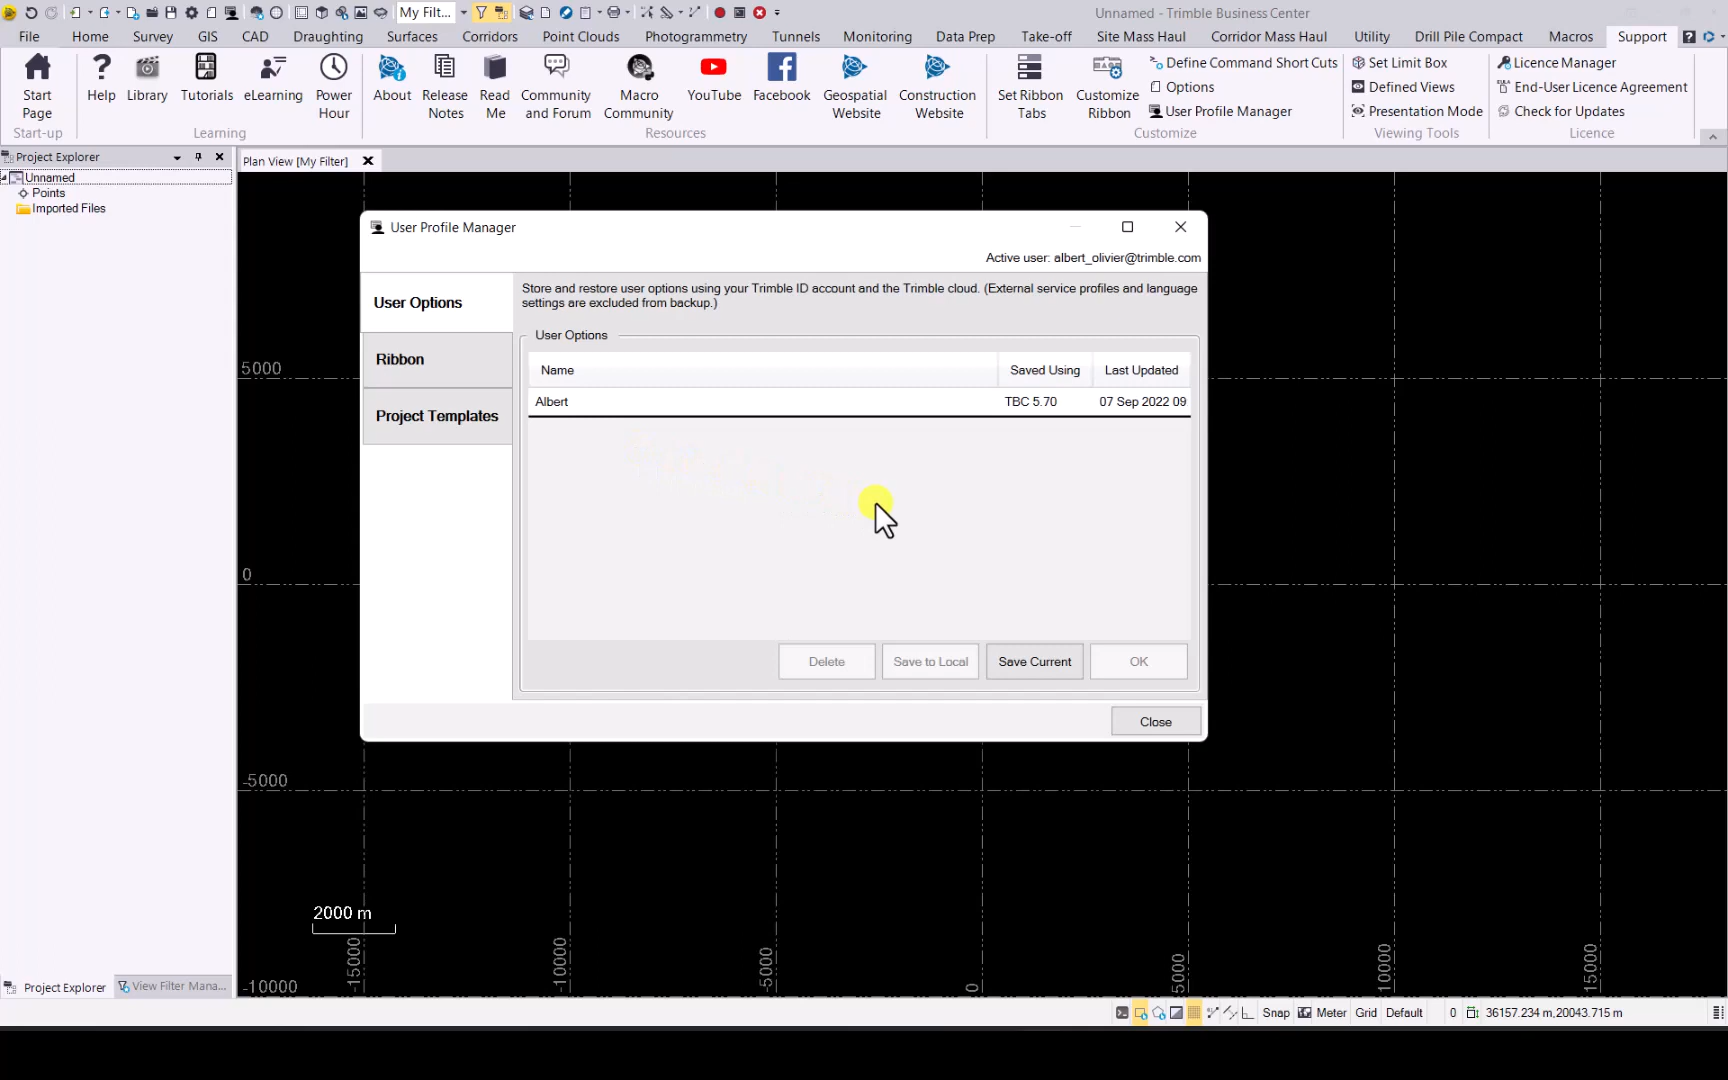 My Filt...
Unnamed - Trimble Business Center
File Home Survey GIS CAD Draughting Surfaces Corridors Point Clouds Photogrammetry Tunnels Monitoring Data Prep Take-off Site Mass Haul Corridor Mass Haul Utility Drill Pile Compact Macros Support
Start Page
Help
Library
Tutorials
eLearning
Power Hour
About
Release Notes
Read Me
Community and Forum
Macro Community
YouTube
Facebook
Geospatial Website
Construction Website
Set Ribbon Tabs
Customize Ribbon
Define Command Short Cuts
Options
User Profile Manager
Set Limit Box
Defined Views
Presentation Mode
Licence Manager
End-User Licence Agreement
Check for Updates
Start-up Learning Resources Customize Viewing Tools Licence
Project Explorer
Plan View [My Filter]
Unnamed
Points
Imported Files
User Profile Manager
Active user: albert_olivier@trimble.com
User Options
Ribbon
Project Templates
Store and restore user options using your Trimble ID account and the Trimble cloud. (External service profiles and language
settings are excluded from backup.)
User Options
Name Saved Using Last Updated
Albert TBC 5.70 07 Sep 2022 09
Delete Save to Local Save Current OK
Close
5000
0
-5000
-10000
2000 m
-15000 -10000 -5000 0 5000 10000 15000
Project Explorer View Filter Mana...
Snap Meter Grid Default 0 36157.234 m,20043.715 m